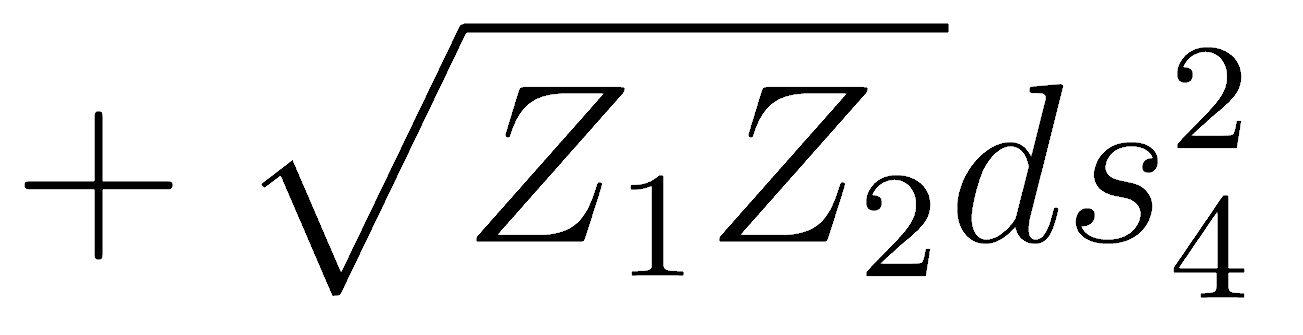 $+ \sqrt{Z_1 Z_2} ds_4^2$